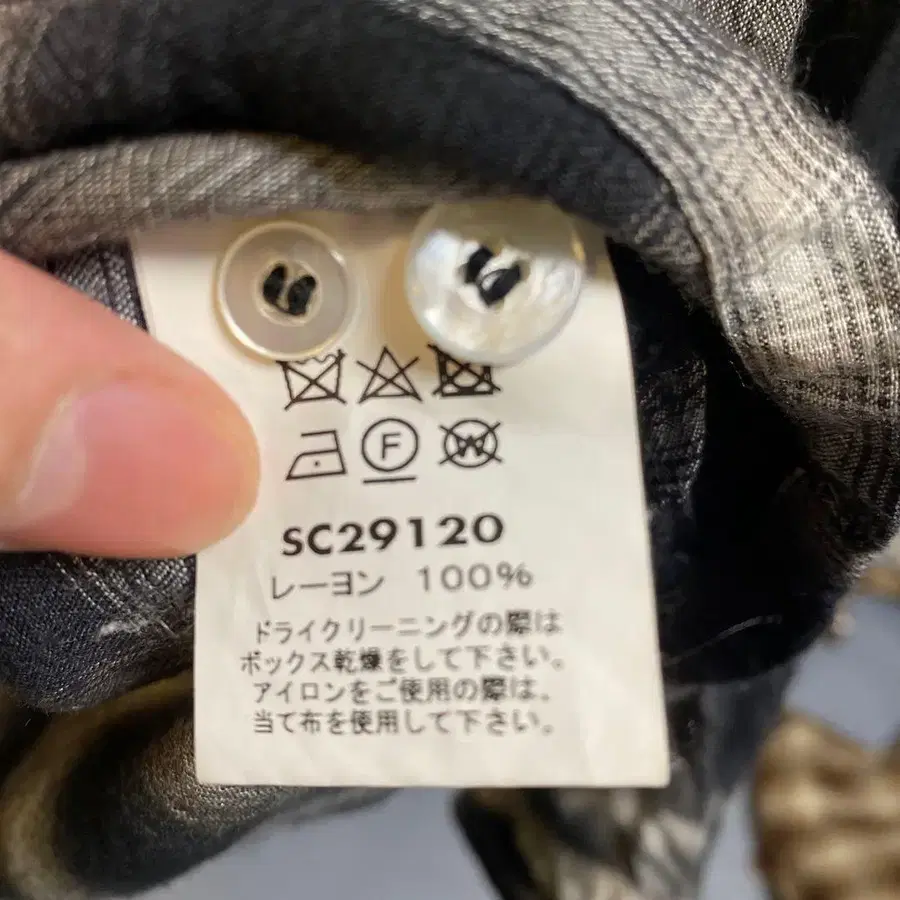 F W
SC29120
レーヨン 100%
ドライクリーニングの際は
ボックス乾燥をして下さい。
アイロンをご使用の際は、
当て布を使用して下さい。